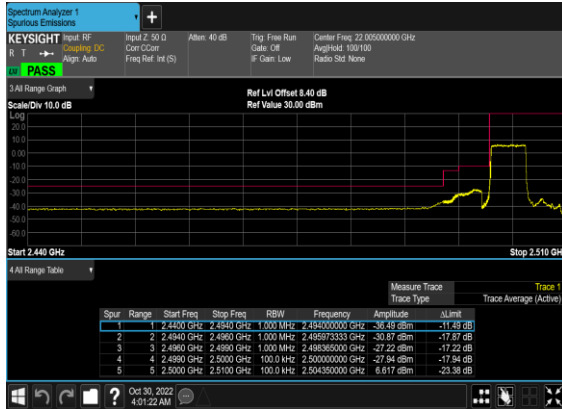 Spectrum Analyzer 1
Spurious Emissions
+
KEYSIGHT Input: RF Input Z: 50 Ω Atten: 40 dB Trig: Free Run Center Freq: 22.005000000 GHz
R T Coupling: DC Corr CCorr Gate: Off Avg|Hold: 100/100
Align: Auto Freq Ref: Int (S) IF Gain: Low Radio Std: None
PASS
3 All Range Graph Ref Lvl Offset 8.40 dB
Scale/Div 10.0 dB Ref Value 30.00 dBm
Log
20.0
10.0
0.00
-10.0
-20.0
-30.0
-40.0
-50.0
-60.0
Start 2.440 GHz Stop 2.510 GH
4 All Range Table
Measure Trace Trace 1
Trace Type Trace Average (Active)
Spur Range Start Freq Stop Freq RBW Frequency Amplitude ΔLimit
1 1 2.4400 GHz 2.4940 GHz 1.000 MHz 2.494000000 GHz -36.49 dBm -11.49 dB
2 2 2.4940 GHz 2.4960 GHz 1.000 MHz 2.495973333 GHz -30.87 dBm -17.87 dB
3 3 2.4960 GHz 2.4990 GHz 1.000 MHz 2.498365000 GHz -27.22 dBm -17.22 dB
4 4 2.4990 GHz 2.5000 GHz 100.0 kHz 2.500000000 GHz -27.94 dBm -17.94 dB
5 5 2.5000 GHz 2.5100 GHz 100.0 kHz 2.504350000 GHz 6.617 dBm -23.38 dB
? Oct 30, 2022
4:01:22 AM